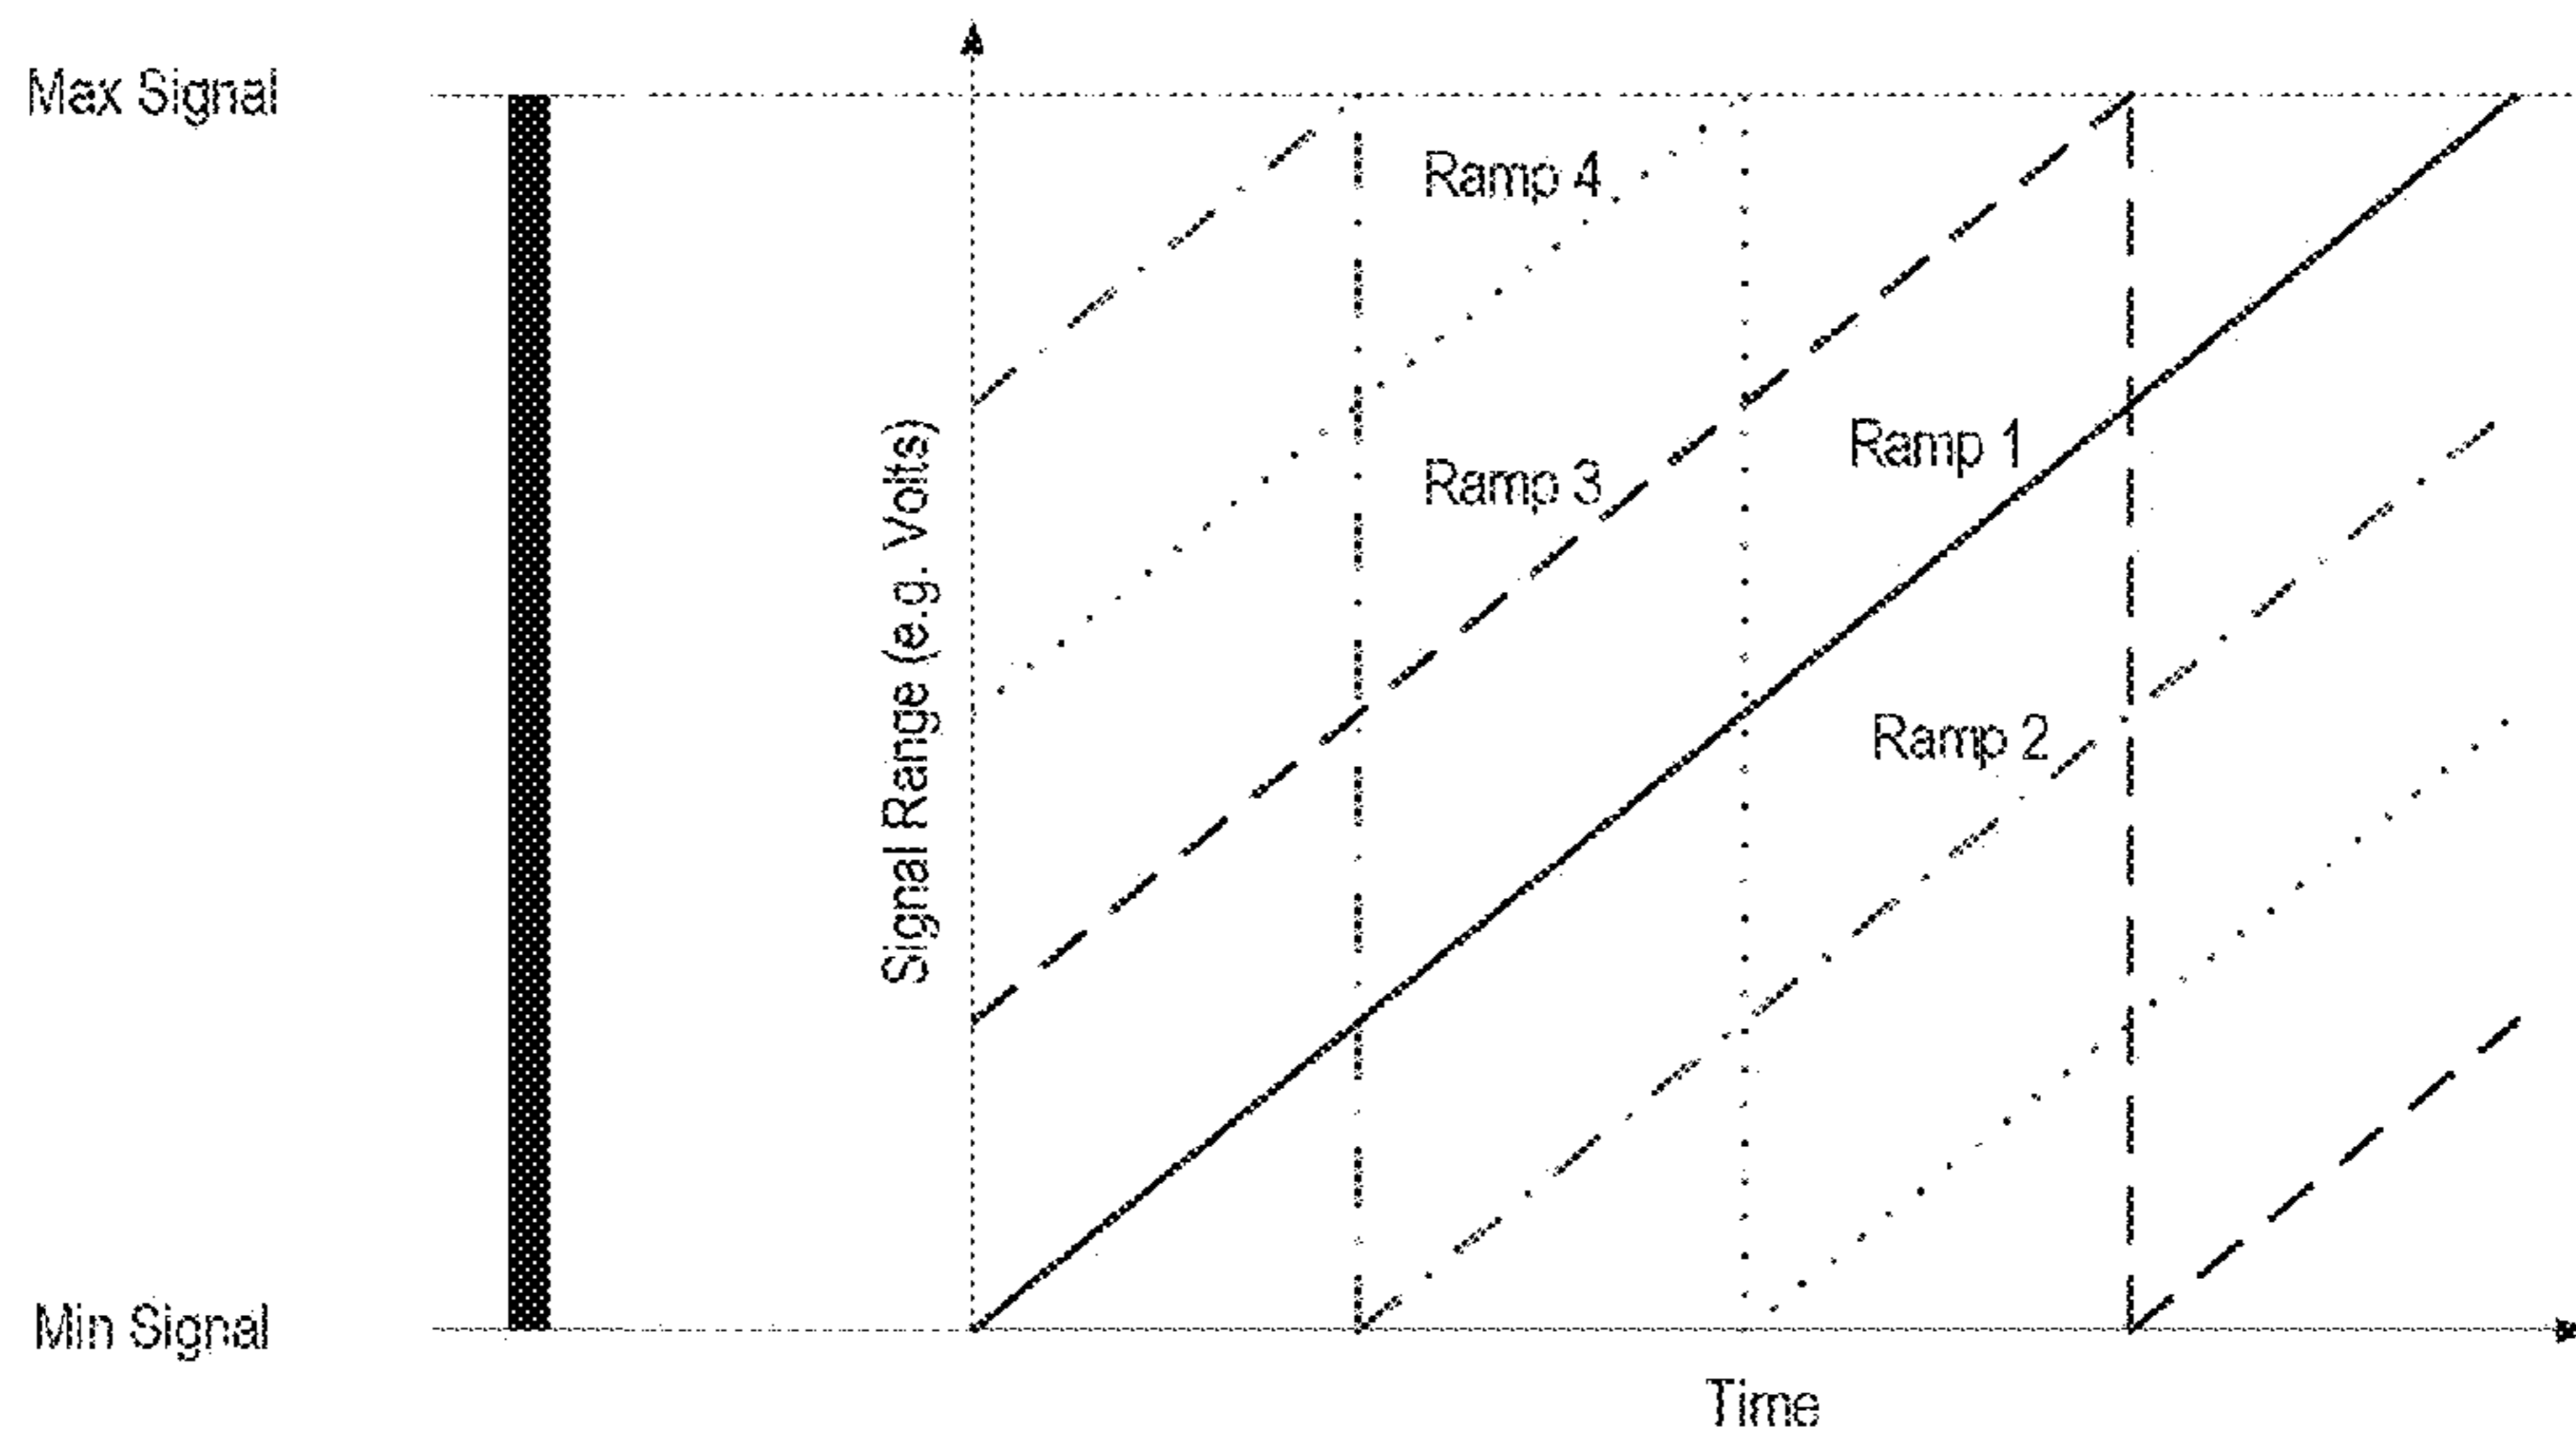 Max Signal
Ramp 4
Ramp 3
Ramp 1
Signal Range (e.g. Volts)
Ramp 2
Min Signal
Time